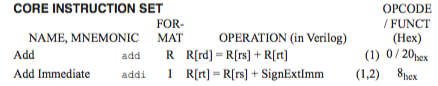 CORE INSTRUCTION SET OPCODE
FOR- / FUNCT
NAME, MNEMONIC MAT OPERATION (in Verilog) (Hex)
Add add R R[rd] = R[rs] + R[rt] (1) 0 / 20hex
Add Immediate addi I R[rt] = R[rs] + SignExtImm (1,2) 8hex